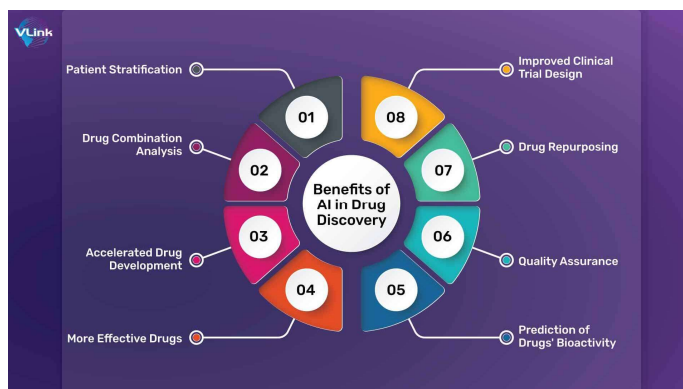 VLink
Patient Stratification
01
Drug Combination
Analysis
02
Accelerated Drug
Development
03
More Effective Drugs
04
Benefits of
AI in Drug
Discovery
Improved Clinical
Trial Design
08
Drug Repurposing
07
Quality Assurance
06
Prediction of
Drugs' Bioactivity
05